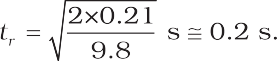 t_r = √(2×0.21 / 9.8) s ≅ 0.2 s.